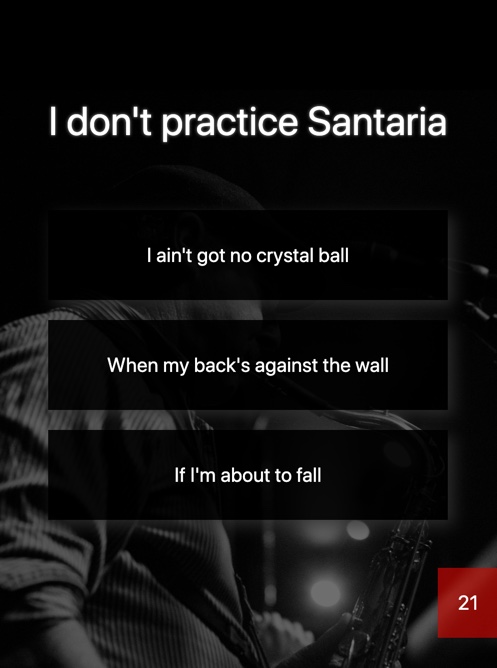 I don't practice Santaria
I ain't got no crystal ball
When my back's against the wall
If I'm about to fall
21